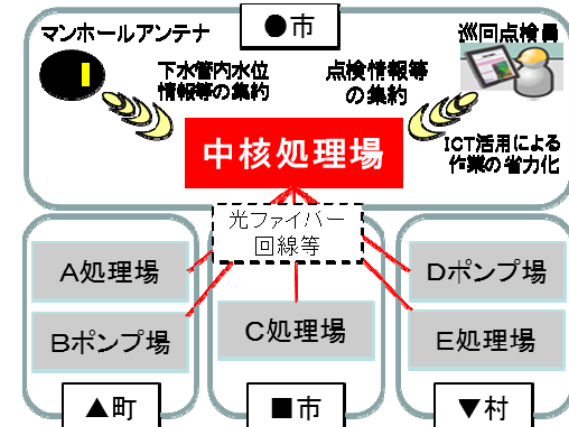 ●市
マンホールアンテナ
巡回点検員
下水管内水位
情報等の集約
点検情報等
の集約
ICT活用による
作業の省力化
中核処理場
光ファイバー
回線等
A処理場
Bポンプ場
C処理場
Dポンプ場
E処理場
▲町
■市
▼村